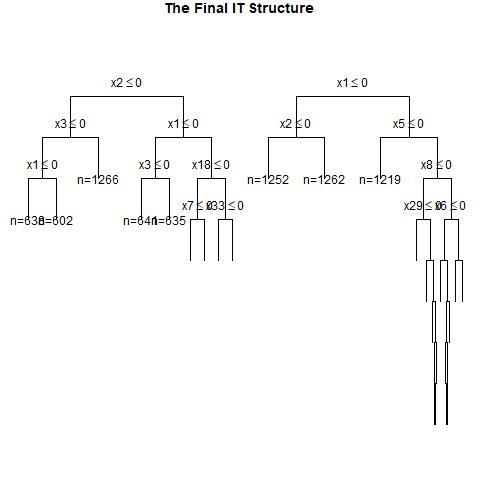 The Final IT Structure
x2 ≤ 0
x1 ≤ 0
x3 ≤ 0
x1 ≤ 0
x2 ≤ 0
x5 ≤ 0
x1 ≤ 0
n=1266
x3 ≤ 0
x18 ≤ 0
n=1252
n=1262
n=1219
x8 ≤ 0
x7 ≤ 0
x33 ≤ 0
x29 ≤ 0
x6 ≤ 0
n=602
n=635